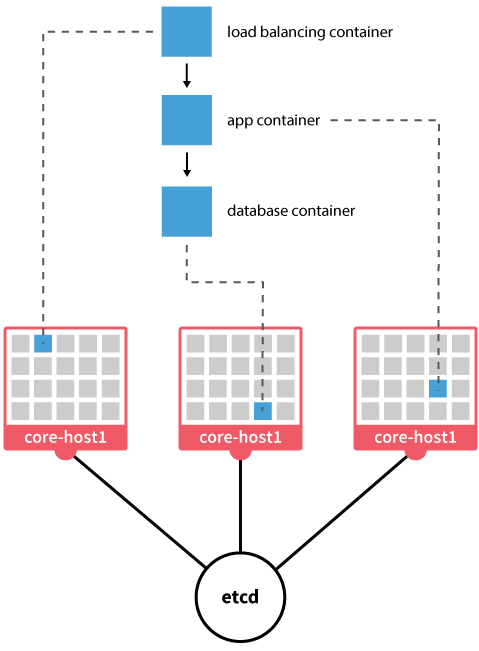 load balancing container
app container
database container
core-host1
core-host1
core-host1
etcd